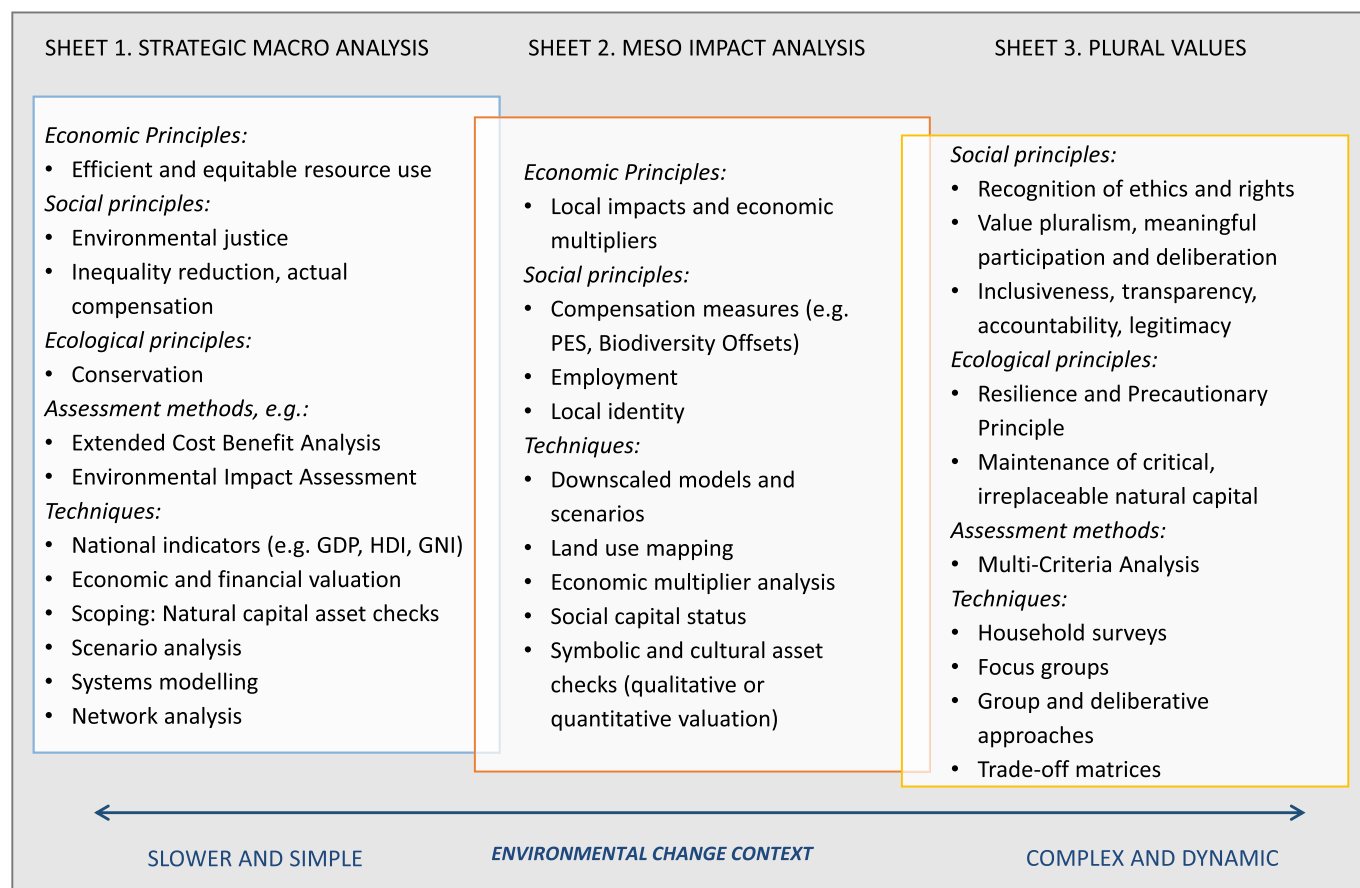 SHEET 1. STRATEGIC MACRO ANALYSIS
Economic Principles:
• Efficient and equitable resource use
Social principles:
• Environmental justice
• Inequality reduction, actual
compensation
Ecological principles:
• Conservation
Assessment methods, e.g.:
• Extended Cost Benefit Analysis
• Environmental Impact Assessment
Techniques:
• National indicators (e.g. GDP, HDI, GNI)
• Economic and financial valuation
• Scoping: Natural capital asset checks
• Scenario analysis
• Systems modelling
• Network analysis
SHEET 2. MESO IMPACT ANALYSIS
Economic Principles:
• Local impacts and economic
multipliers
Social principles:
• Compensation measures (e.g.
PES, Biodiversity Offsets)
• Employment
• Local identity
Techniques:
• Downscaled models and
scenarios
• Land use mapping
• Economic multiplier analysis
• Social capital status
• Symbolic and cultural asset
checks (qualitative or
quantitative valuation)
SHEET 3. PLURAL VALUES
Social principles:
• Recognition of ethics and rights
• Value pluralism, meaningful
participation and deliberation
• Inclusiveness, transparency,
accountability, legitimacy
Ecological principles:
• Resilience and Precautionary
Principle
• Maintenance of critical,
irreplaceable natural capital
Assessment methods:
• Multi-Criteria Analysis
Techniques:
• Household surveys
• Focus groups
• Group and deliberative
approaches
• Trade-off matrices
SLOWER AND SIMPLE
ENVIRONMENTAL CHANGE CONTEXT
COMPLEX AND DYNAMIC